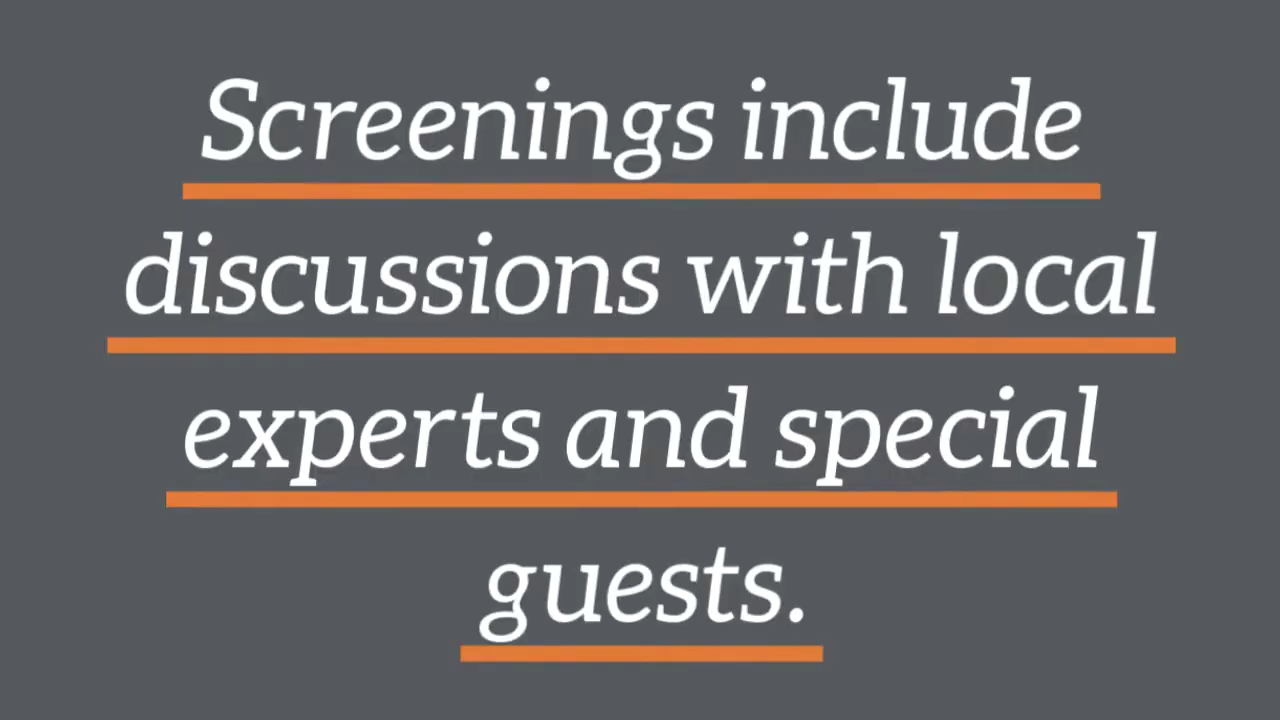 Screenings include
discussions with local
experts and special
guests.